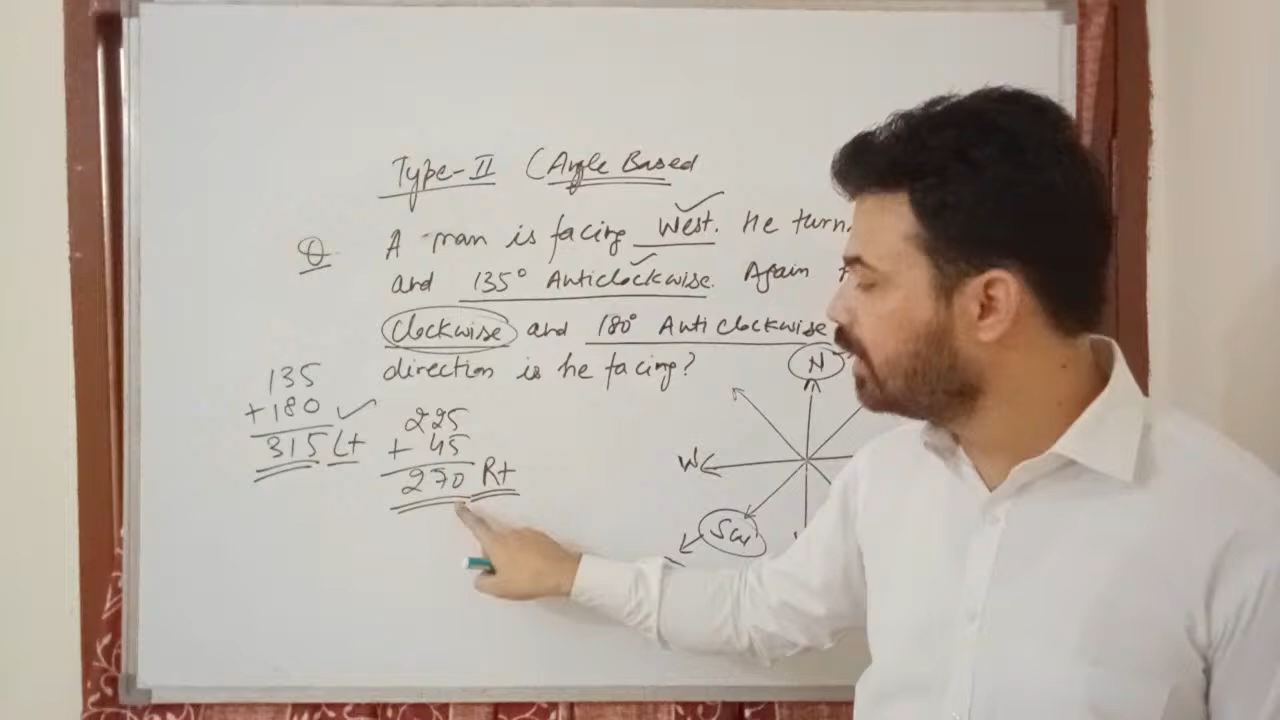 Type-II (Angle Based
Q A man is facing West. He turn
and 135° Anticlockwise. Again
clockwise and 180° Anticlockwise
direction is he facing?
135
+180
315 Lt
225
+ 45
270 Rt
N
W
SW